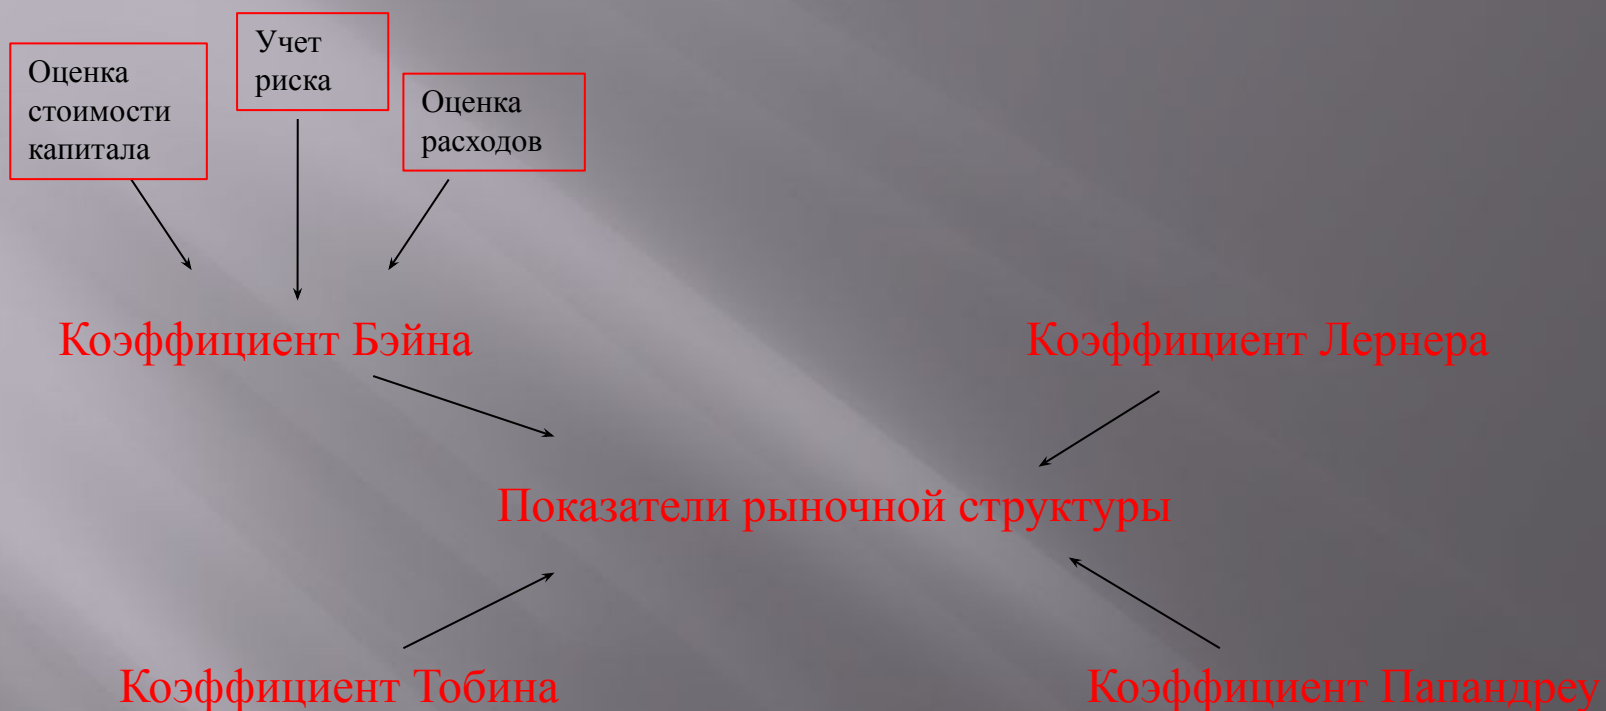 Учет
риска
Оценка
стоимости
капитала
Оценка
расходов
Коэффициент Бэйна
Коэффициент Лернера
Показатели рыночной структуры
Коэффициент Тобина
Коэффициент Папандреу